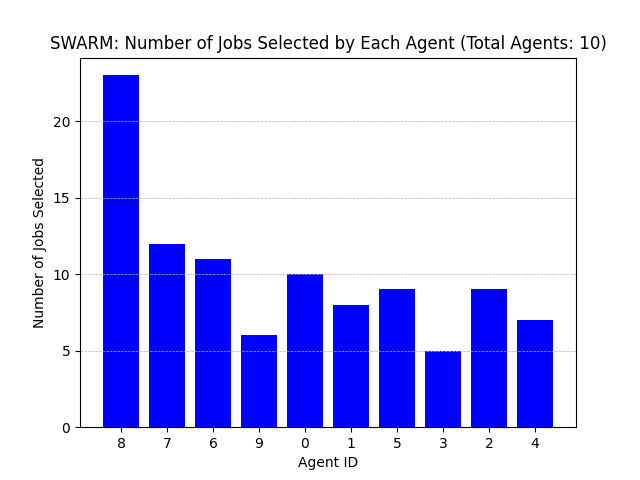 SWARM: Number of Jobs Selected by Each Agent (Total Agents: 10)
Number of Jobs Selected
20
15
10
5
0
8 7 6 9 0 1 5 3 2 4
Agent ID